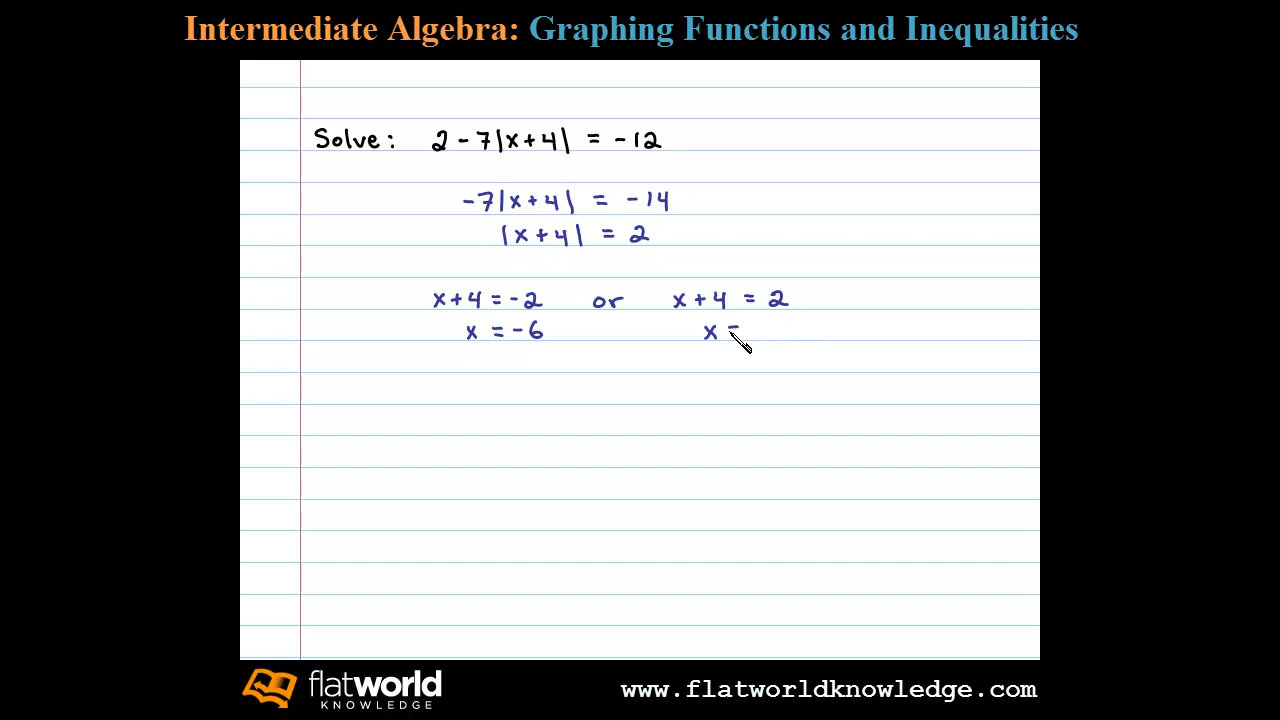 Intermediate Algebra: Graphing Functions and Inequalities
Solve: 2 - 7|x + 4| = -12
-7|x + 4| = -14
|x + 4| = 2
x + 4 = -2 or x + 4 = 2
x = -6 x =
flatworld
KNOWLEDGE
www.flatworldknowledge.com